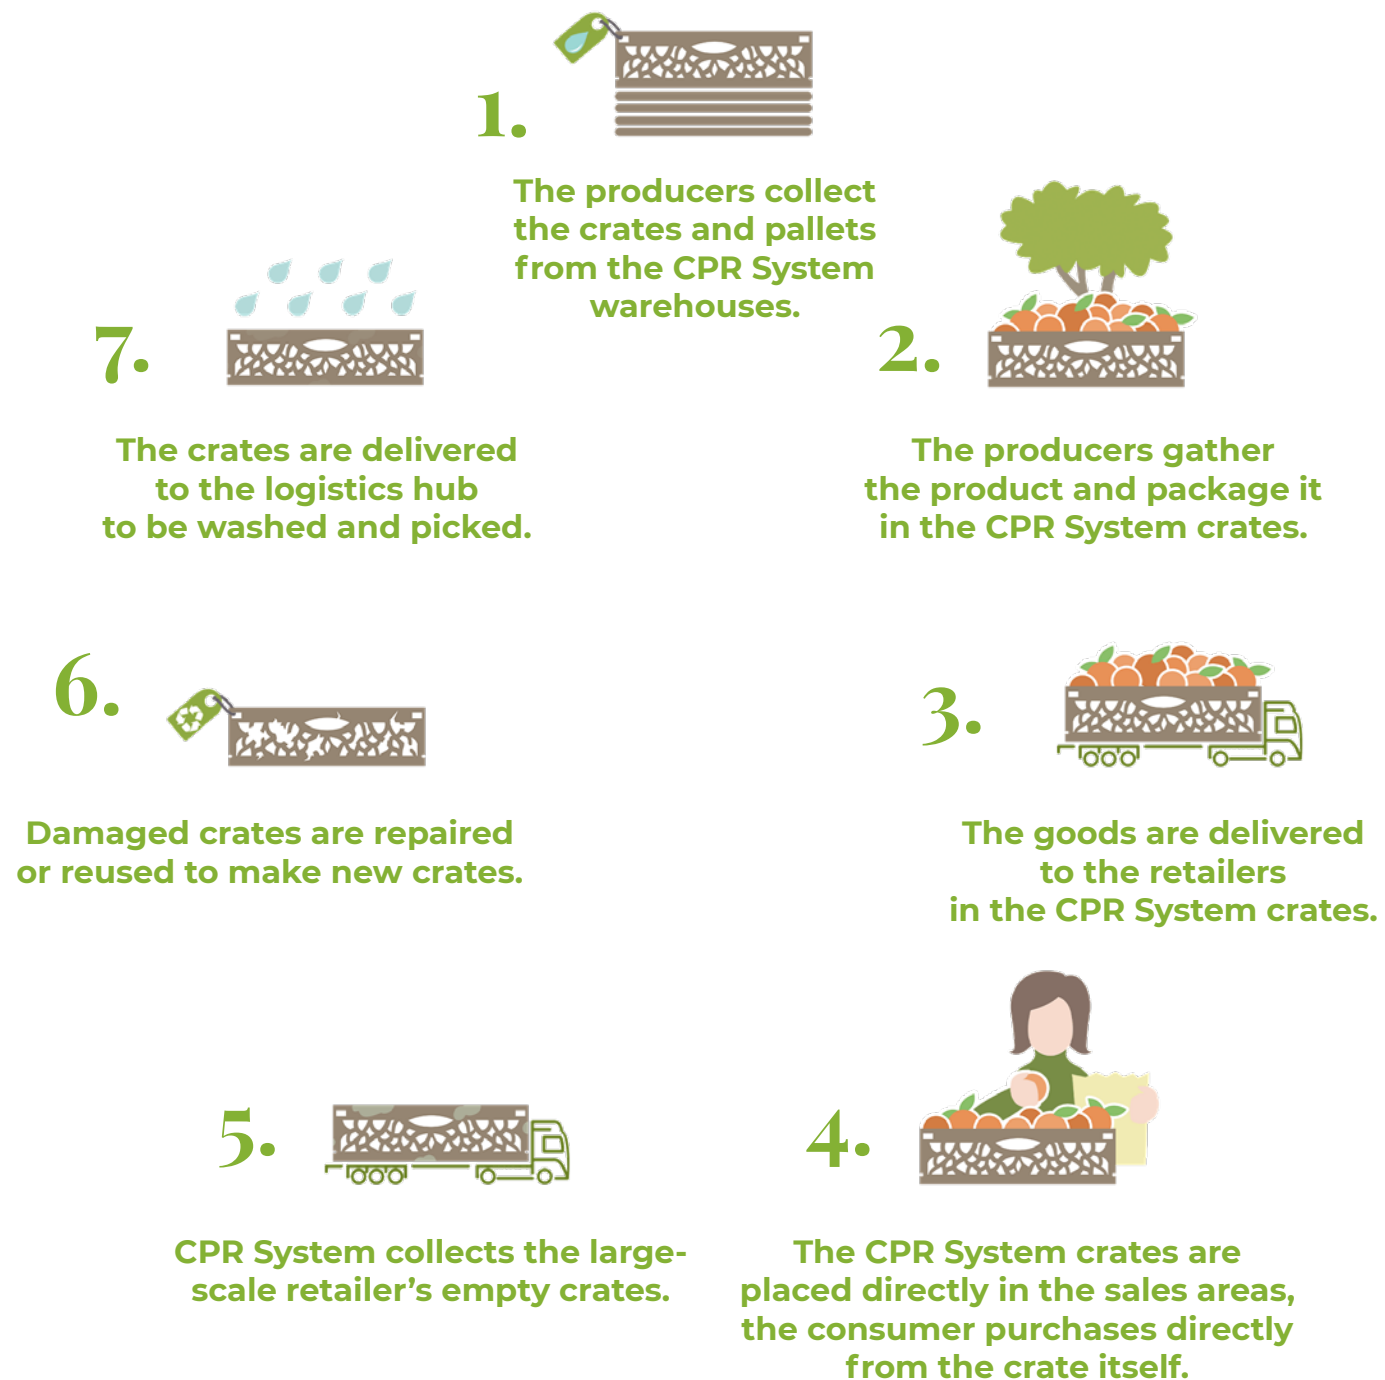 1.
The producers collect
the crates and pallets
from the CPR System
warehouses.
2.
The producers gather
the product and package it
in the CPR System crates.
3.
The goods are delivered
to the retailers
in the CPR System crates.
4.
The CPR System crates are
placed directly in the sales areas,
the consumer purchases directly
from the crate itself.
5.
CPR System collects the large-
scale retailer’s empty crates.
6.
Damaged crates are repaired
or reused to make new crates.
7.
The crates are delivered
to the logistics hub
to be washed and picked.